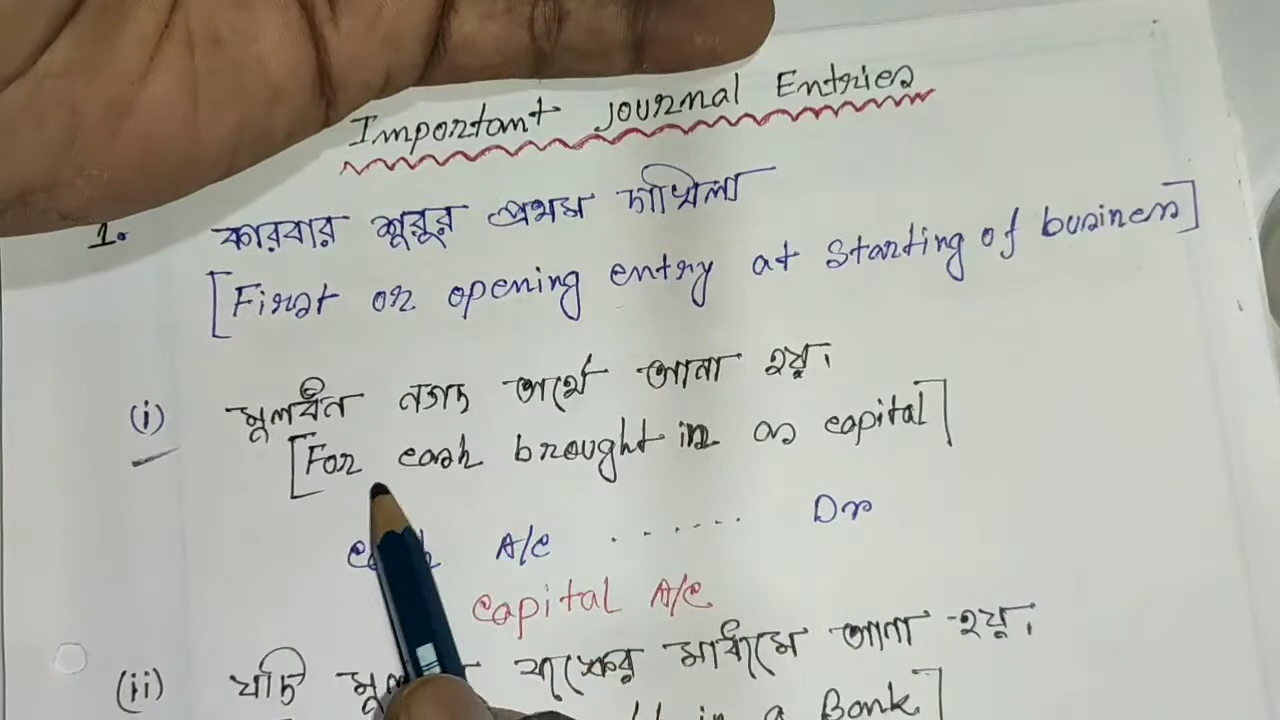 Important Journal Entries
1. কারবার শুরুর প্রথম দাখিলা
[First or opening entry at starting of business]
(i) মূলধন নগদ অর্থে আনা হয়।
[For cash brought in as capital]
A/c ....... Dr
capital A/c
(ii) যদি ব্যাঙ্কের মাধ্যমে আনা হয়।
in a Bank]